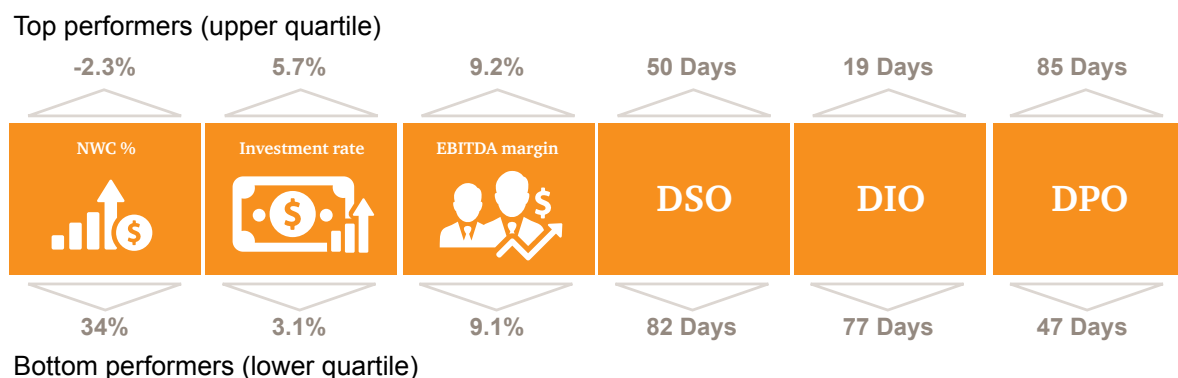 Top performers (upper quartile)
-2.3% 5.7% 9.2% 50 Days 19 Days 85 Days
NWC % Investment rate EBITDA margin
$ $ $
DSO DIO DPO
34% 3.1% 9.1% 82 Days 77 Days 47 Days
Bottom performers (lower quartile)